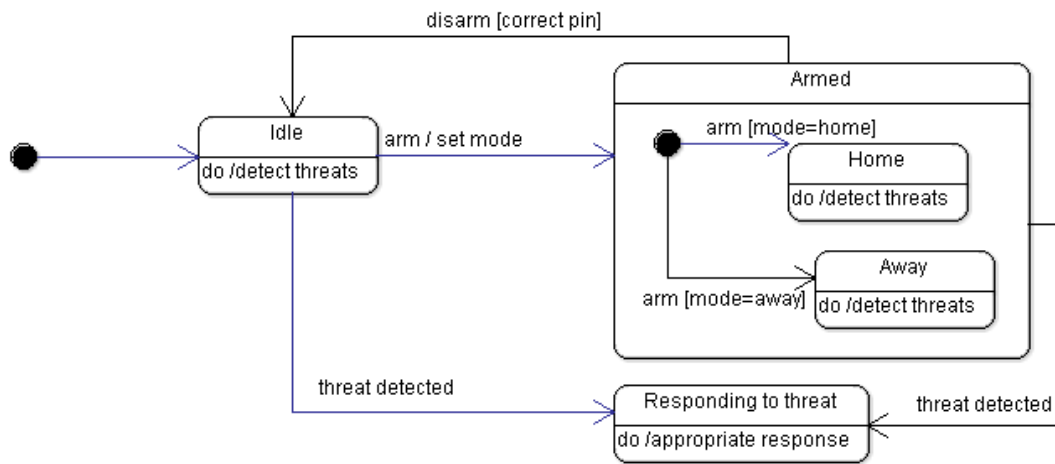 disarm [correct pin]
Armed
Idle
do /detect threats
arm / set mode
arm [mode=home]
Home
do /detect threats
Away
do /detect threats
arm [mode=away]
threat detected
Responding to threat
do /appropriate response
threat detected